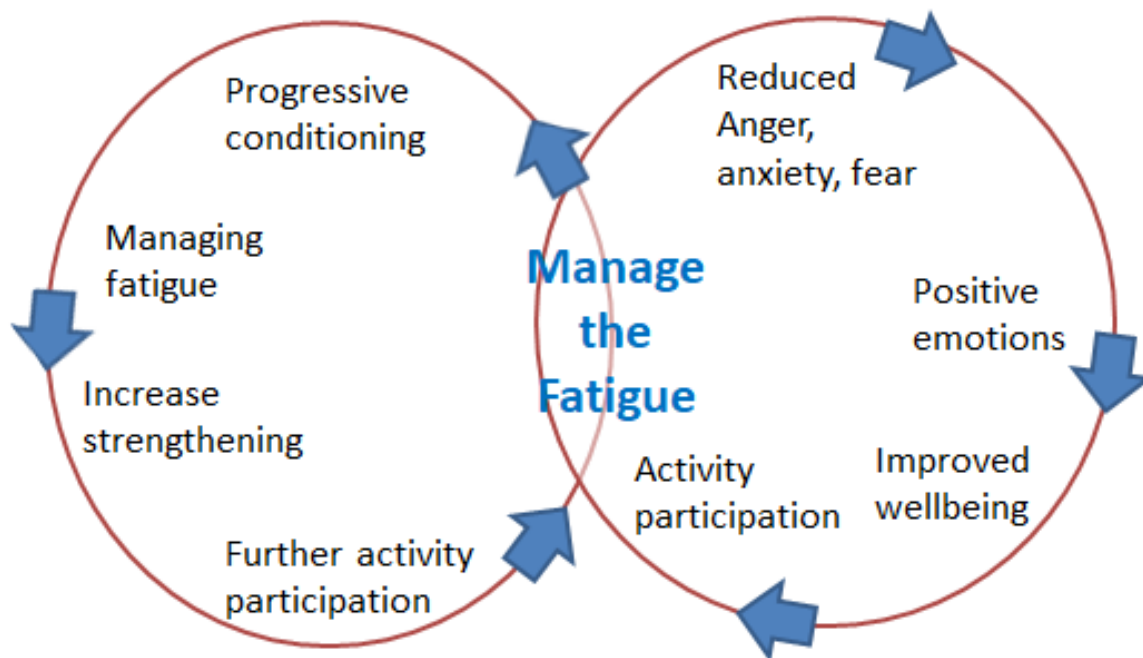 Progressive
conditioning
Managing
fatigue
Increase
strengthening
Further activity
participation
Manage
the
Fatigue
Reduced
Anger,
anxiety, fear
Positive
emotions
Improved
wellbeing
Activity
participation